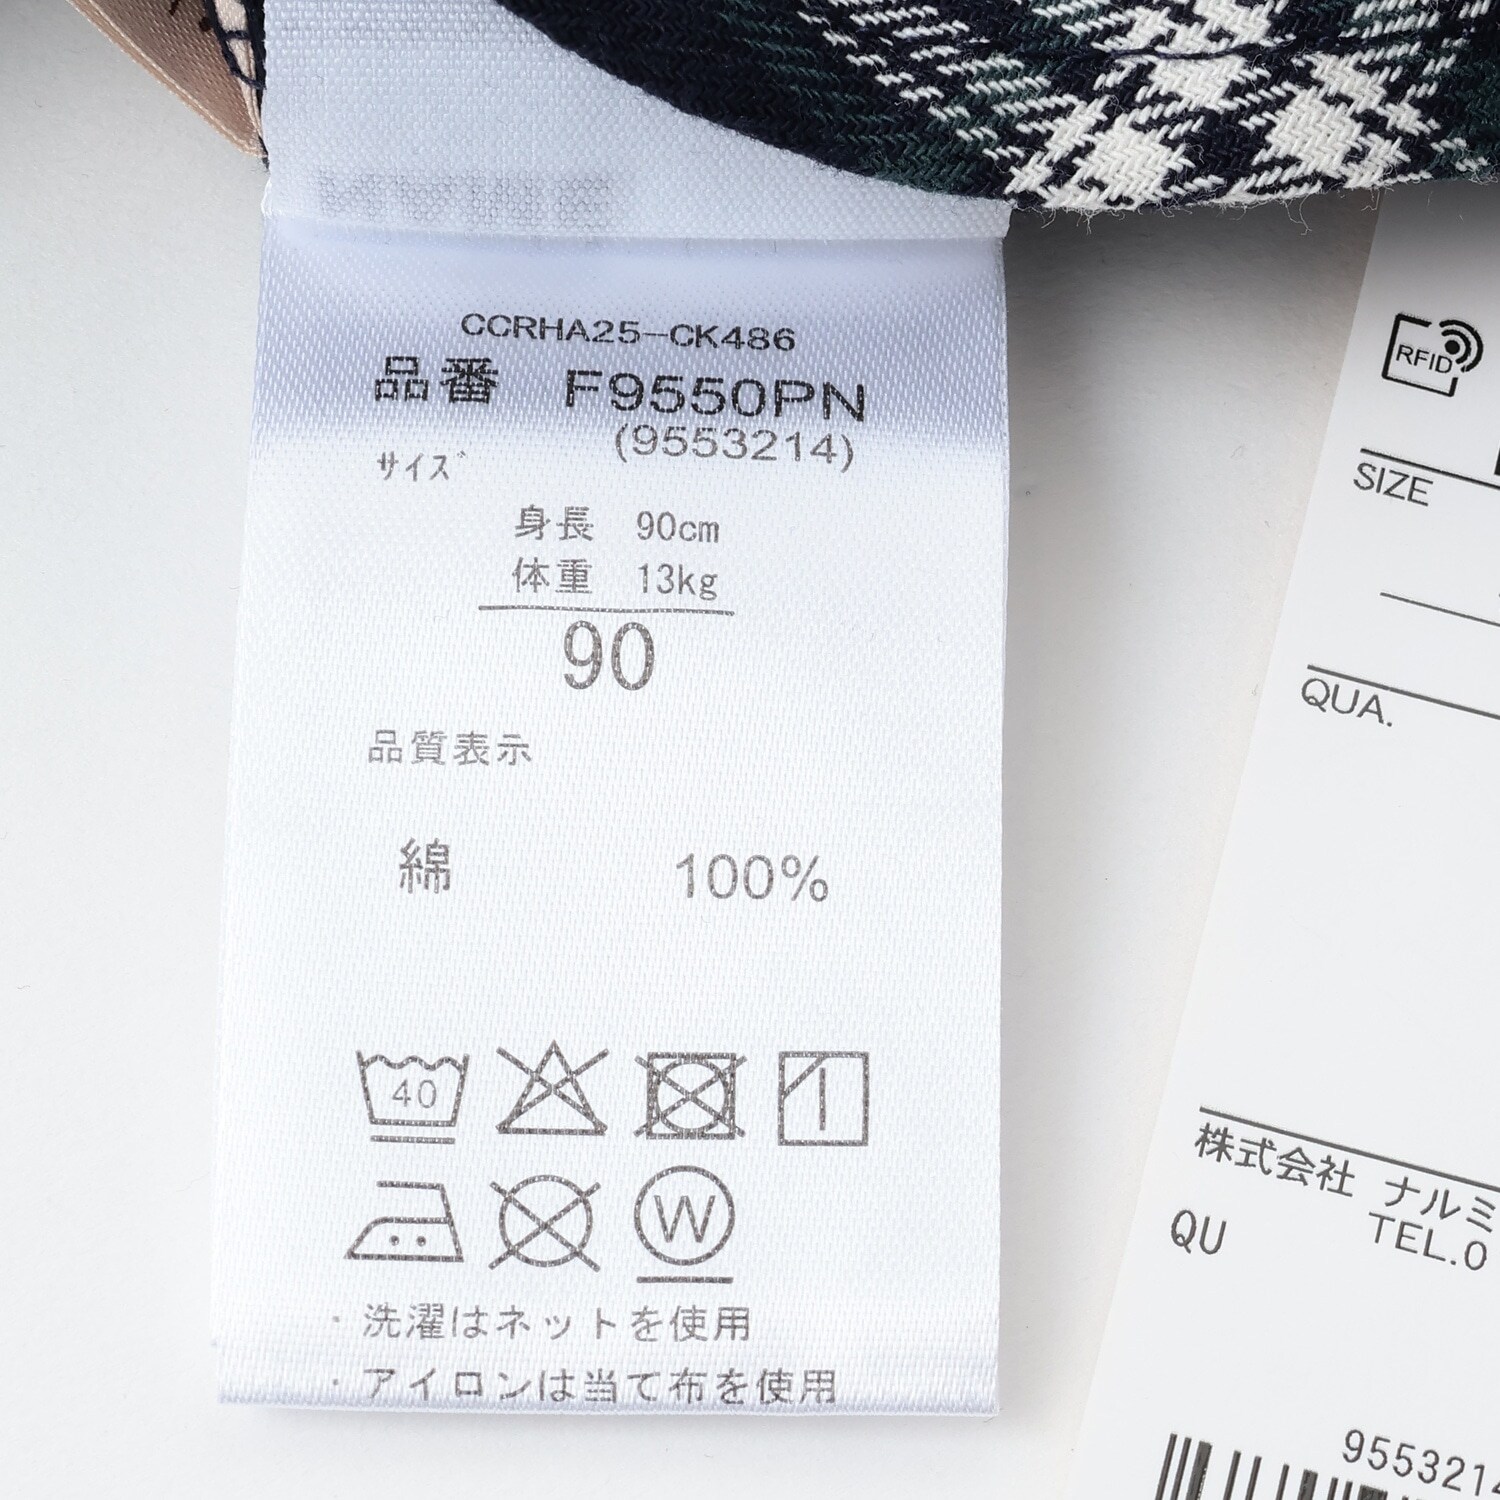 CCRHA25-CK486
品番 F9550PN
(9553214)
サイズ
身長 90cm
体重 13kg
90
品質表示
綿 100%
40
W
・洗濯はネットを使用
・アイロンは当て布を使用
RFID
SIZE
QUA.
株式会社 ナルミ
TEL.0
QU
9553214